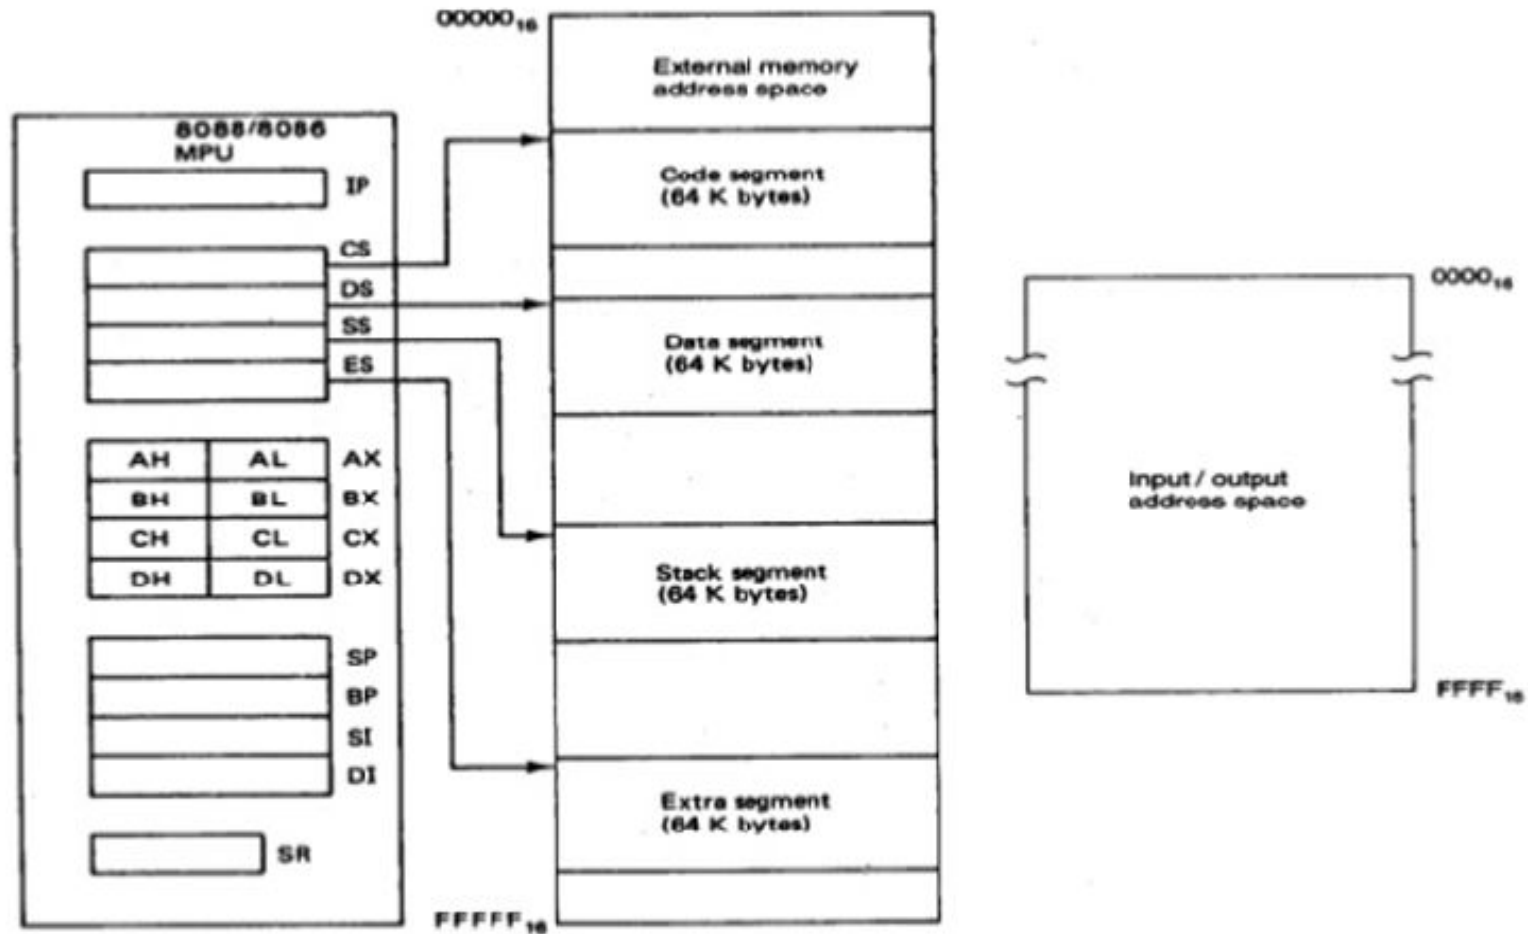 8088/8086
MPU
IP
CS
DS
SS
ES
AH AL AX
BH BL BX
CH CL CX
DH DL DX
SP
BP
SI
DI
SR
00000₁₆
External memory
address space
Code segment
(64 K bytes)
Data segment
(64 K bytes)
Stack segment
(64 K bytes)
Extra segment
(64 K bytes)
FFFFF₁₆
0000₁₆
Input / output
address space
FFFF₁₆